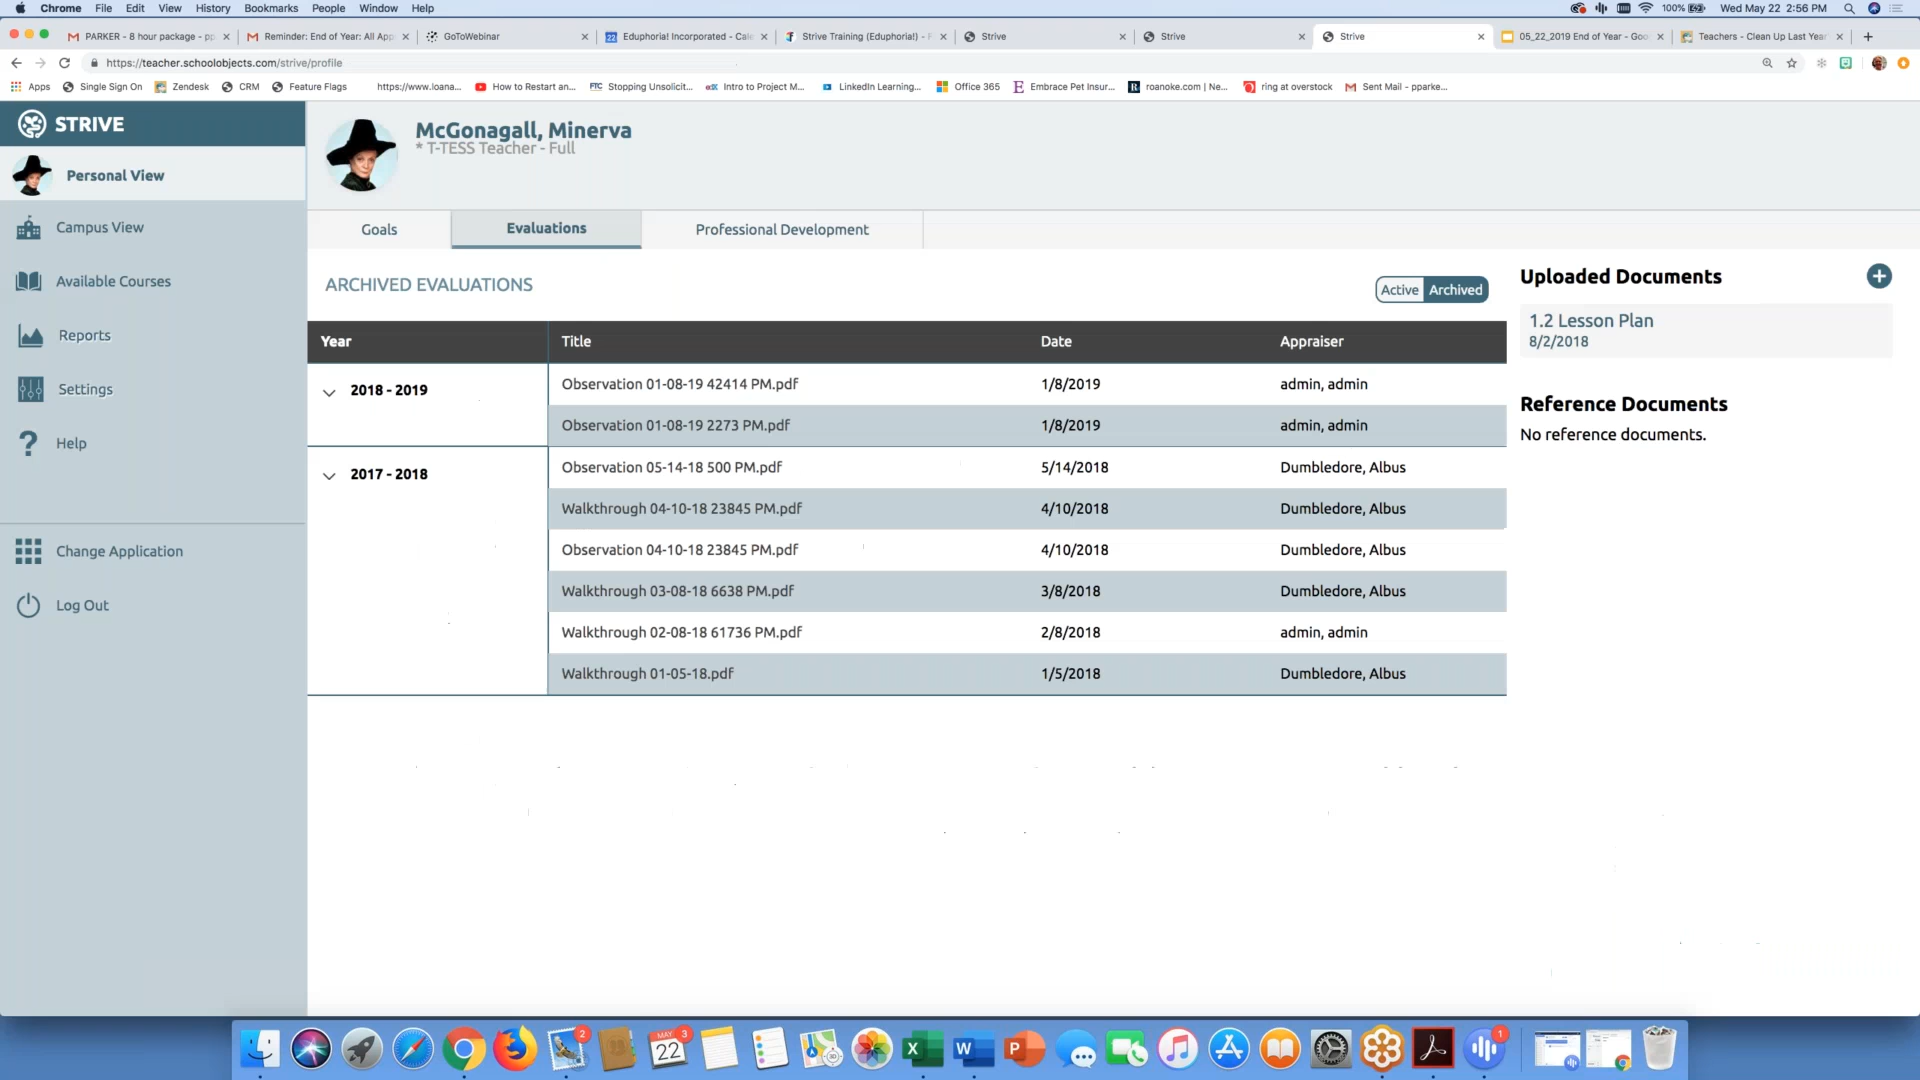 Chrome File Edit View History Bookmarks People Window Help
100% Wed May 22 2:56 PM
PARKER - 8 hour package - pp
Reminder: End of Year: All App
GoToWebinar
22 Eduphoria! Incorporated - Cale
Strive Training (Eduphoria!) - F
Strive
Strive
Strive
05_22_2019 End of Year - Goo
Teachers - Clean Up Last Year
https://teacher.schoolobjects.com/strive/profile
Apps
Single Sign On
Zendesk
CRM
Feature Flags
https://www.loana...
How to Restart an...
FTC Stopping Unsolicit...
edX Intro to Project M...
LinkedIn Learning...
Office 365
E Embrace Pet Insur...
R roanoke.com | Ne...
ring at overstock
Sent Mail - pparke...
STRIVE
Personal View
Campus View
Available Courses
Reports
Settings
? Help
Change Application
Log Out
McGonagall, Minerva
* T-TESS Teacher - Full
Goals Evaluations Professional Development
ARCHIVED EVALUATIONS
Active Archived
Year Title Date Appraiser
2018 - 2019
Observation 01-08-19 42414 PM.pdf 1/8/2019 admin, admin
Observation 01-08-19 2273 PM.pdf 1/8/2019 admin, admin
2017 - 2018
Observation 05-14-18 500 PM.pdf 5/14/2018 Dumbledore, Albus
Walkthrough 04-10-18 23845 PM.pdf 4/10/2018 Dumbledore, Albus
Observation 04-10-18 23845 PM.pdf 4/10/2018 Dumbledore, Albus
Walkthrough 03-08-18 6638 PM.pdf 3/8/2018 Dumbledore, Albus
Walkthrough 02-08-18 61736 PM.pdf 2/8/2018 admin, admin
Walkthrough 01-05-18.pdf 1/5/2018 Dumbledore, Albus
Uploaded Documents
1.2 Lesson Plan
8/2/2018
Reference Documents
No reference documents.
2
MAY
22
3
X
W
P
1